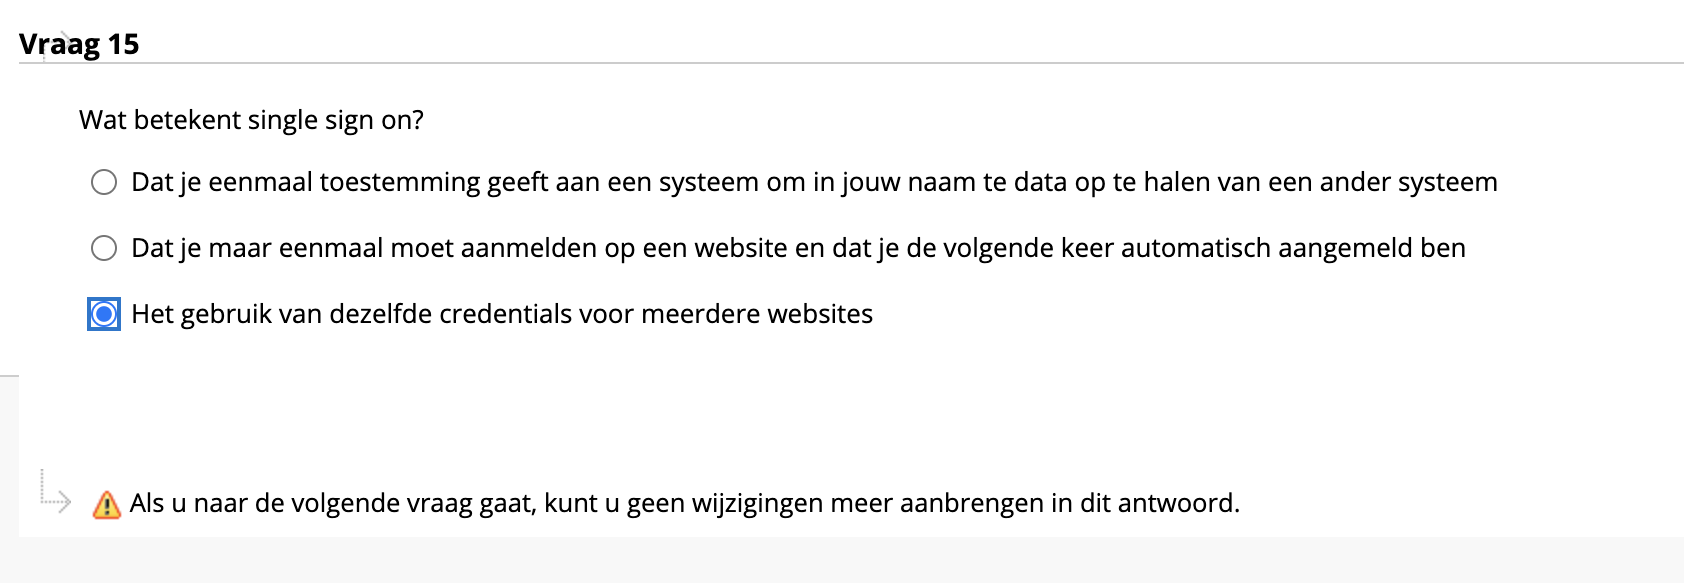 Vraag 15
Wat betekent single sign on?
Dat je eenmaal toestemming geeft aan een systeem om in jouw naam te data op te halen van een ander systeem
Dat je maar eenmaal moet aanmelden op een website en dat je de volgende keer automatisch aangemeld ben
Het gebruik van dezelfde credentials voor meerdere websites
Als u naar de volgende vraag gaat, kunt u geen wijzigingen meer aanbrengen in dit antwoord.